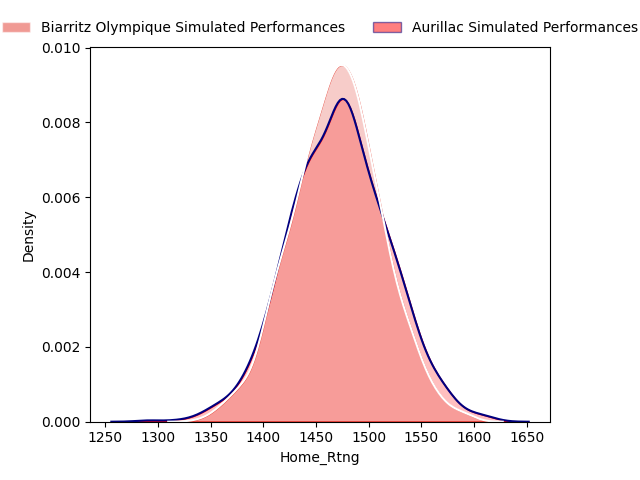 Biarritz Olympique Simulated Performances
Aurillac Simulated Performances
0.010
0.008
0.006
0.004
0.002
0.000
Density
1250 1300 1350 1400 1450 1500 1550 1600 1650
Home_Rtng